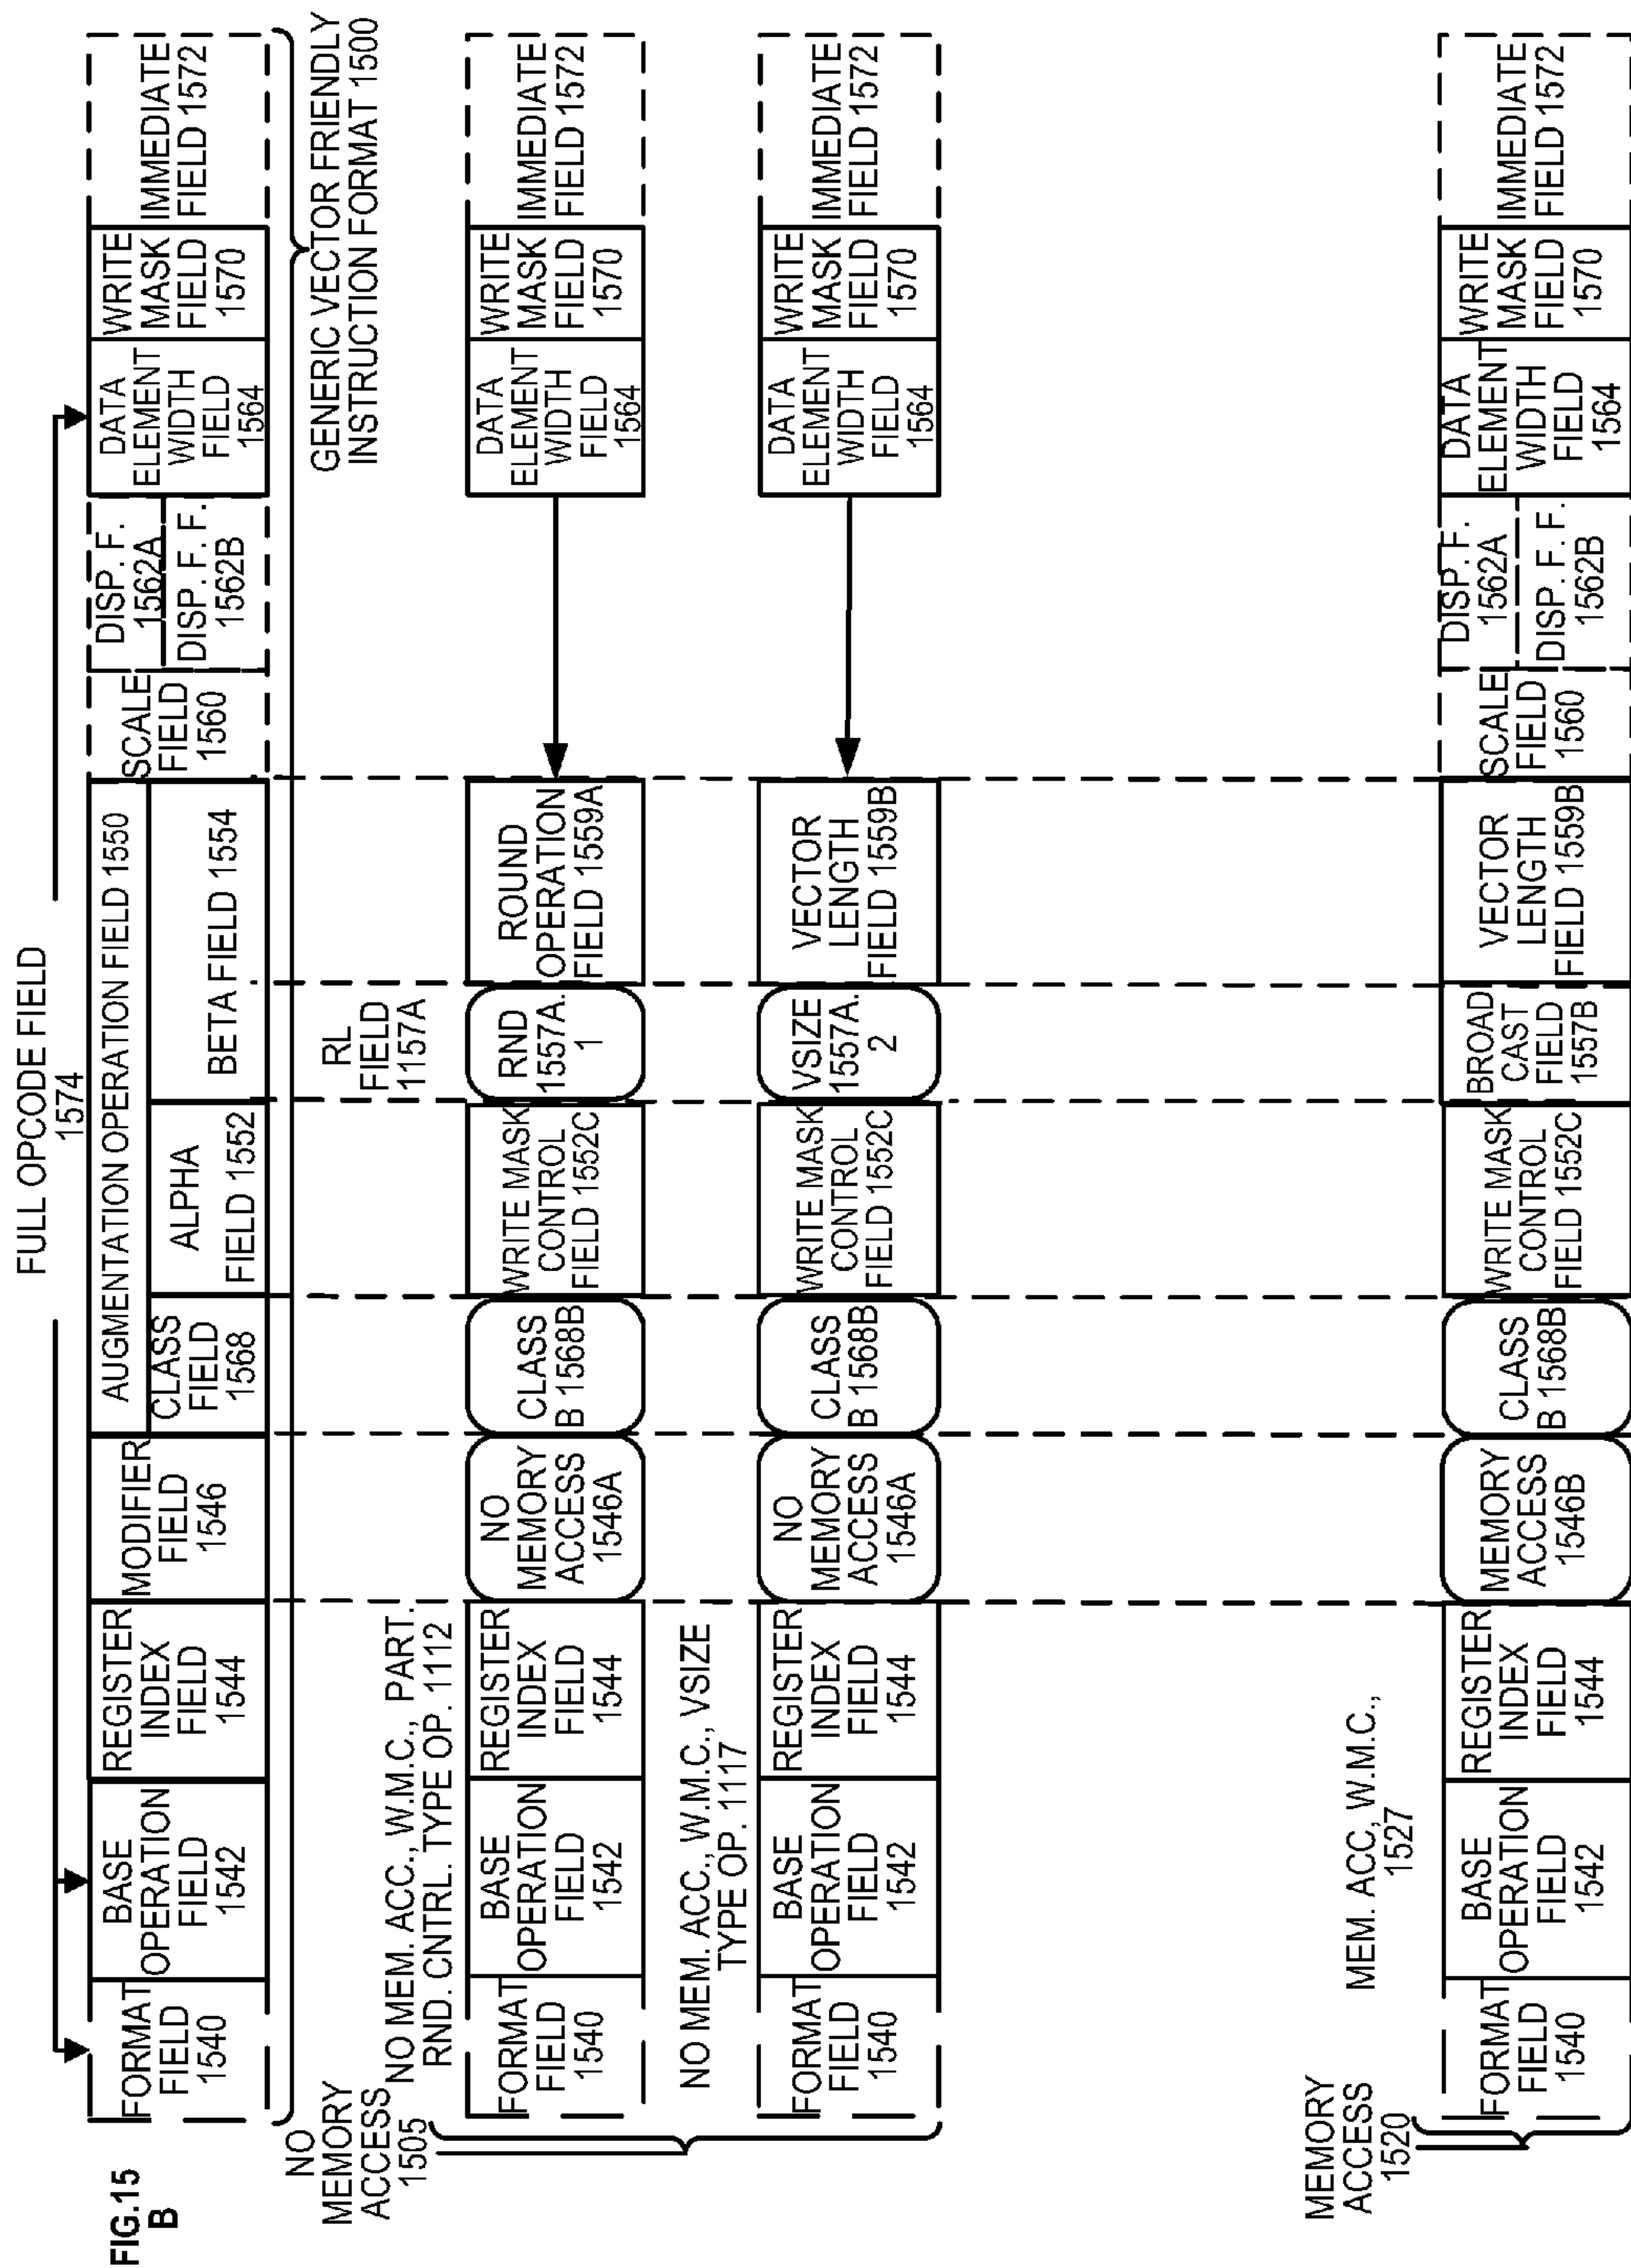 FIG.15
B
FULL OPCODE FIELD
1574
FORMAT
FIELD
1540
BASE
OPERATION
FIELD
1542
REGISTER
INDEX
FIELD
1544
MODIFIER
FIELD
1546
AUGMENTATION OPERATION FIELD 1550
CLASS
FIELD
1568
ALPHA
FIELD 1552
BETA FIELD 1554
SCALE
FIELD
1560
DISP. F.
1562A
DISP. F. F.
1562B
DATA
ELEMENT
WIDTH
FIELD
1564
WRITE
MASK
FIELD
1570
IMMEDIATE
FIELD 1572
GENERIC VECTOR FRIENDLY
INSTRUCTION FORMAT 1500
NO
MEMORY
ACCESS
1505
NO MEM. ACC., W.M.C., PART.
RND. CNTRL. TYPE OP. 1112
RL
FIELD
1157A
FORMAT
FIELD
1540
BASE
OPERATION
FIELD
1542
REGISTER
INDEX
FIELD
1544
NO
MEMORY
ACCESS
1546A
CLASS
B 1568B
WRITE MASK
CONTROL
FIELD 1552C
RND
1557A.
1
ROUND
OPERATION
FIELD 1559A
DATA
ELEMENT
WIDTH
FIELD
1564
WRITE
MASK
FIELD
1570
IMMEDIATE
FIELD 1572
NO MEM. ACC., W.M.C., VSIZE
TYPE OP. 1117
FORMAT
FIELD
1540
BASE
OPERATION
FIELD
1542
REGISTER
INDEX
FIELD
1544
NO
MEMORY
ACCESS
1546A
CLASS
B 1568B
WRITE MASK
CONTROL
FIELD 1552C
VSIZE
1557A.
2
VECTOR
LENGTH
FIELD 1559B
DATA
ELEMENT
WIDTH
FIELD
1564
WRITE
MASK
FIELD
1570
IMMEDIATE
FIELD 1572
MEMORY
ACCESS
1520
MEM. ACC, W.M.C.,
1527
FORMAT
FIELD
1540
BASE
OPERATION
FIELD
1542
REGISTER
INDEX
FIELD
1544
MEMORY
ACCESS
1546B
CLASS
B 1568B
WRITE MASK
CONTROL
FIELD 1552C
BROAD
CAST
FIELD
1557B
VECTOR
LENGTH
FIELD 1559B
SCALE
FIELD
1560
DISP. F.
1562A
DISP. F. F.
1562B
DATA
ELEMENT
WIDTH
FIELD
1564
WRITE
MASK
FIELD
1570
IMMEDIATE
FIELD 1572